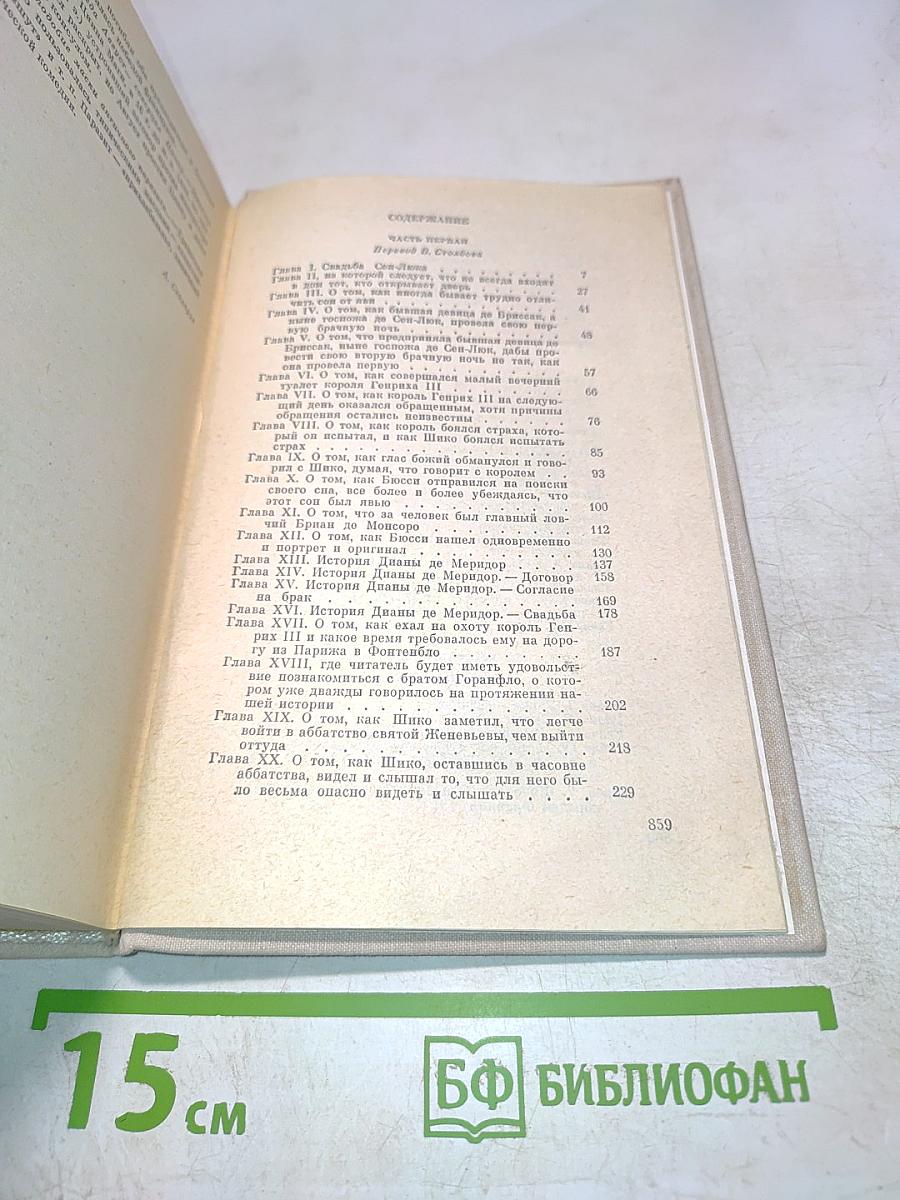 СОДЕРЖАНИЕ
ЧАСТЬ ПЕРВАЯ
Перевод В. Столбова
Глава I. Свадьба Сен-Люка . . . . . . . . . 7
Глава II, из которой следует, что не всегда входит
в дом тот, кто открывает дверь . . . . . . 27
Глава III. О том, как иногда бывает трудно отли-
чить сон от яви . . . . . . . . . . . . 41
Глава IV. О том, как бывшая девица де Бриссак, а
ныне госпожа де Сен-Люк, провела свою пер-
вую брачную ночь . . . . . . . . . . . 48
Глава V. О том, что предприняла бывшая девица де
Бриссак, ныне госпожа де Сен-Люк, дабы про-
вести свою вторую брачную ночь не так, как
она провела первую . . . . . . . . . . 57
Глава VI. О том, как совершался малый вечерний
туалет короля Генриха III . . . . . . . . 66
Глава VII. О том, как король Генрих III на следую-
щий день оказался обращенным, хотя причины
обращения остались неизвестны . . . . . . 76
Глава VIII. О том, как король боялся страха, кото-
рый он испытал, и как Шико боялся испытать
страх . . . . . . . . . . . . . . . . 85
Глава IX. О том, как глас божий обманулся и гово-
рил с Шико, думая, что говорит с королем . . 93
Глава X. О том, как Бюсси отправился на поиски
своего сна, все более и более убеждаясь, что
этот сон был явью . . . . . . . . . . . 100
Глава XI. О том, что за человек был главный лов-
чий Бриан де Монсоро . . . . . . . . . 112
Глава XII. О том, как Бюсси нашел одновременно
и портрет и оригинал . . . . . . . . . . 130
Глава XIII. История Дианы де Меридор . . . . 137
Глава XIV. История Дианы де Меридор. — Договор 158
Глава XV. История Дианы де Меридор. — Согласие
на брак . . . . . . . . . . . . . . . 169
Глава XVI. История Дианы де Меридор. — Свадьба 178
Глава XVII. О том, как ехал на охоту король Ген-
рих III и какое время требовалось ему на доро-
гу из Парижа в Фонтенбло . . . . . . . . 187
Глава XVIII, где читатель будет иметь удовольст-
вие познакомиться с братом Горанфло, о кото-
ром уже дважды говорилось на протяжении на-
шей истории . . . . . . . . . . . . . 202
Глава XIX. О том, как Шико заметил, что легче
войти в аббатство святой Женевьевы, чем выйти
оттуда . . . . . . . . . . . . . . . . 218
Глава XX. О том, как Шико, оставшись в часовне
аббатства, видел и слышал то, что для него бы-
ло весьма опасно видеть и слышать . . . . 229
859
15 см
БФ БИБЛИОФАН